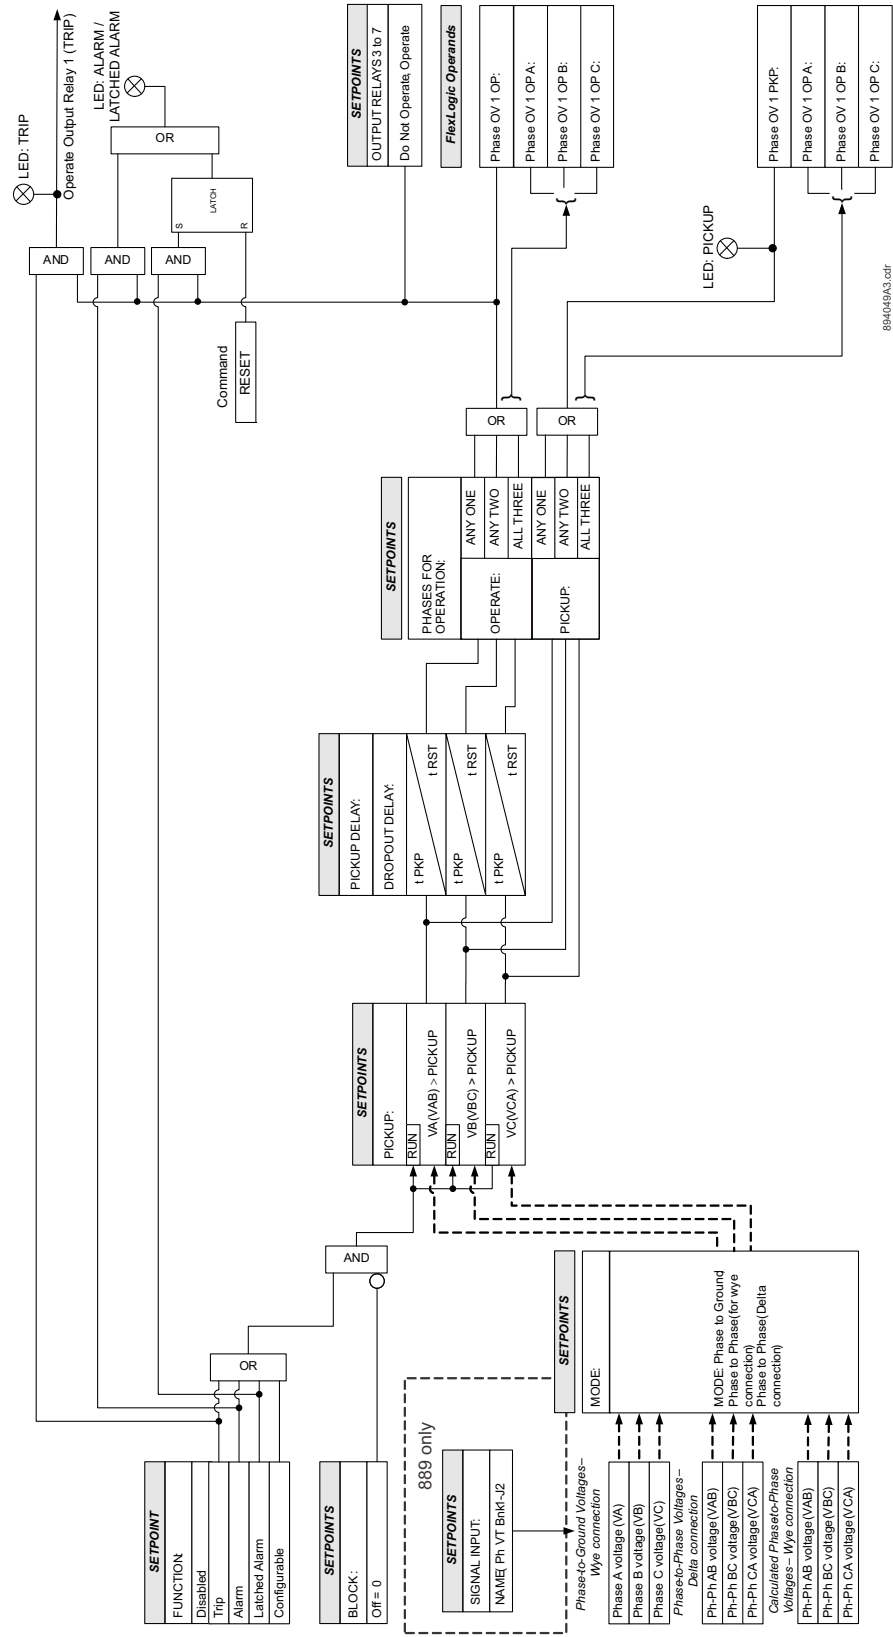 SETPOINT
FUNCTION:
Disabled
Trip
Alarm
Latched Alarm
Configurable
SETPOINTS
BLOCK:
Off = 0
889 only
SETPOINTS
SIGNAL INPUT:
NAME( Ph VT Bnk1-J2
Phase-to-Ground Voltages –
Wye connection
Phase A voltage (VA)
Phase B voltage (VB)
Phase C voltage (VC)
Phase-to-Phase Voltages –
Delta connection
Ph-Ph AB voltage (VAB)
Ph-Ph BC voltage (VBC)
Ph-Ph CA voltage (VCA)
Calculated Phase-to-Phase
Voltages – Wye connection
Ph-Ph AB voltage (VAB)
Ph-Ph BC voltage (VBC)
Ph-Ph CA voltage (VCA)
OR
AND
SETPOINTS
MODE:
MODE: Phase to Ground
Phase to Phase(for wye
connection)
Phase to Phase(Delta
connection)
SETPOINTS
PICKUP:
RUN
VA(VAB) > PICKUP
RUN
VB(VBC) > PICKUP
RUN
VC(VCA) > PICKUP
SETPOINTS
PICKUP DELAY:
DROPOUT DELAY:
t PKP
t RST
t PKP
t RST
t PKP
t RST
SETPOINTS
PHASES FOR
OPERATION:
OPERATE:
ANY ONE
ANY TWO
ALL THREE
PICKUP:
ANY ONE
ANY TWO
ALL THREE
OR
OR
Command
RESET
AND
AND
AND
S
LATCH
R
OR
LED: TRIP
Operate Output Relay 1 (TRIP)
LED: ALARM /
LATCHED ALARM
SETPOINTS
OUTPUT RELAYS 3 to 7
Do Not Operate, Operate
FlexLogic Operands
Phase OV 1 OP:
Phase OV 1 OP A:
Phase OV 1 OP B:
Phase OV 1 OP C:
LED: PICKUP
Phase OV 1 PKP:
Phase OV 1 OP A:
Phase OV 1 OP B:
Phase OV 1 OP C:
894049A3.cdr